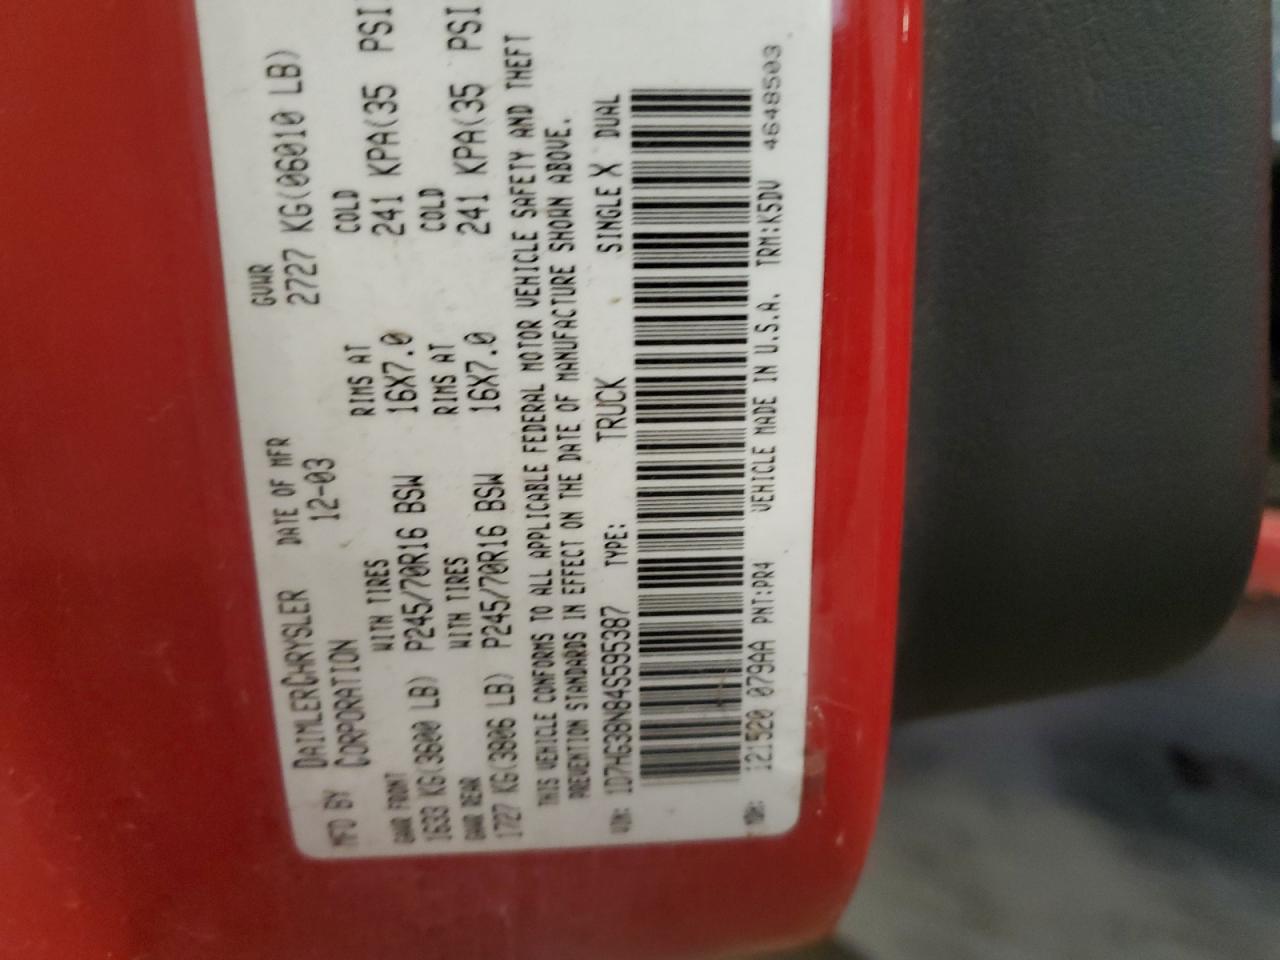 MFD BY DAIMLERCHRYSLER CORPORATION
DATE OF MFR 12-03
GVWR 2727 KG(06010 LB)
GAWR FRONT WITH TIRES RIMS AT COLD
1633 KG(3600 LB) P245/70R16 BSW 16X7.0 241 KPA(35 PSI
GAWR REAR WITH TIRES RIMS AT COLD
1727 KG(3806 LB) P245/70R16 BSW 16X7.0 241 KPA(35 PSI
THIS VEHICLE CONFORMS TO ALL APPLICABLE FEDERAL MOTOR VEHICLE SAFETY AND THEFT
PREVENTION STANDARDS IN EFFECT ON THE DATE OF MANUFACTURE SHOWN ABOVE.
VIN: 1D7HG38N84S595387 TYPE: TRUCK SINGLE X DUAL
MDH: 121520 079AA PNT:PR4 VEHICLE MADE IN U.S.A. TRM:K5DV 4648503